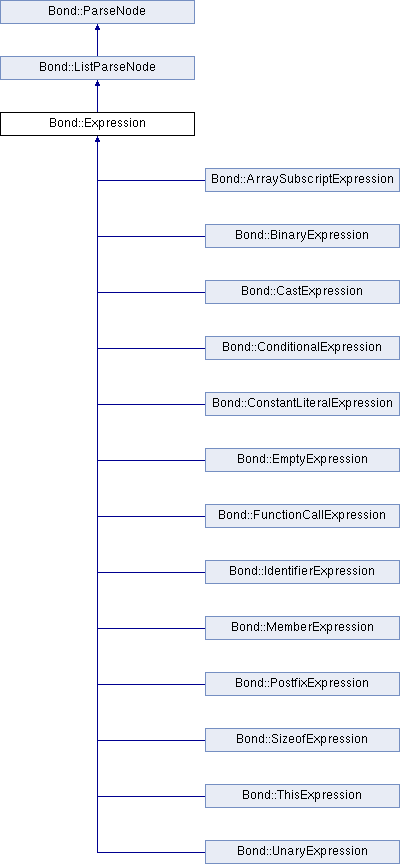 Bond::ParseNode
Bond::ListParseNode
Bond::Expression
Bond::ArraySubscriptExpression
Bond::BinaryExpression
Bond::CastExpression
Bond::ConditionalExpression
Bond::ConstantLiteralExpression
Bond::EmptyExpression
Bond::FunctionCallExpression
Bond::IdentifierExpression
Bond::MemberExpression
Bond::PostfixExpression
Bond::SizeofExpression
Bond::ThisExpression
Bond::UnaryExpression